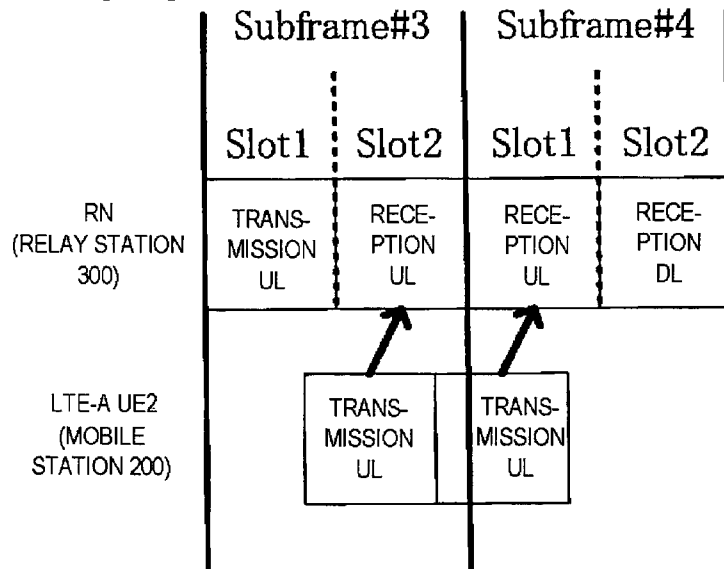 Subframe#3 Subframe#4
Slot1 Slot2 Slot1 Slot2
RN
(RELAY STATION
300)
TRANS-
MISSION
UL
RECE-
PTION
UL
RECE-
PTION
UL
RECE-
PTION
DL
LTE-A UE2
(MOBILE
STATION 200)
TRANS-
MISSION
UL
TRANS-
MISSION
UL